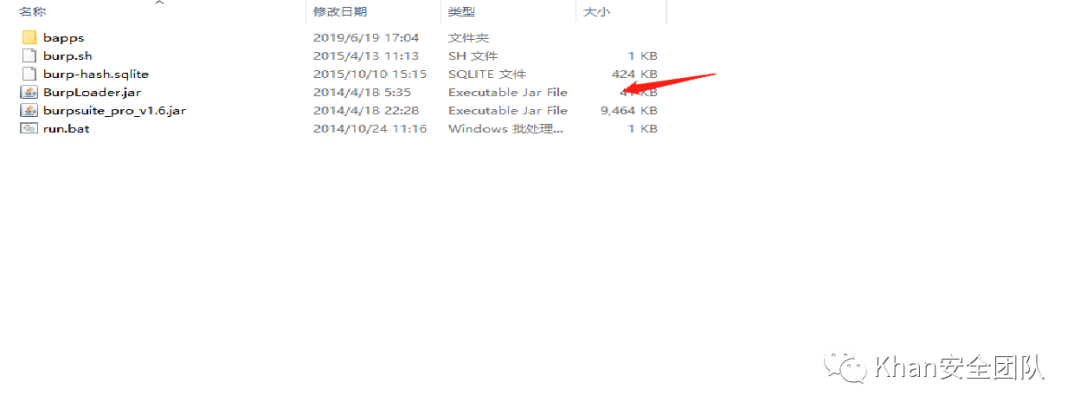 名称 修改日期 类型 大小
bapps 2019/6/19 17:04 文件夹
burp.sh 2015/4/13 11:13 SH 文件 1 KB
burp-hash.sqlite 2015/10/10 15:15 SQLITE 文件 424 KB
BurpLoader.jar 2014/4/18 5:35 Executable Jar File KB
burpsuite_pro_v1.6.jar 2014/4/18 22:28 Executable Jar File 9,464 KB
run.bat 2014/10/24 11:16 Windows 批处理... 1 KB
Khan安全团队